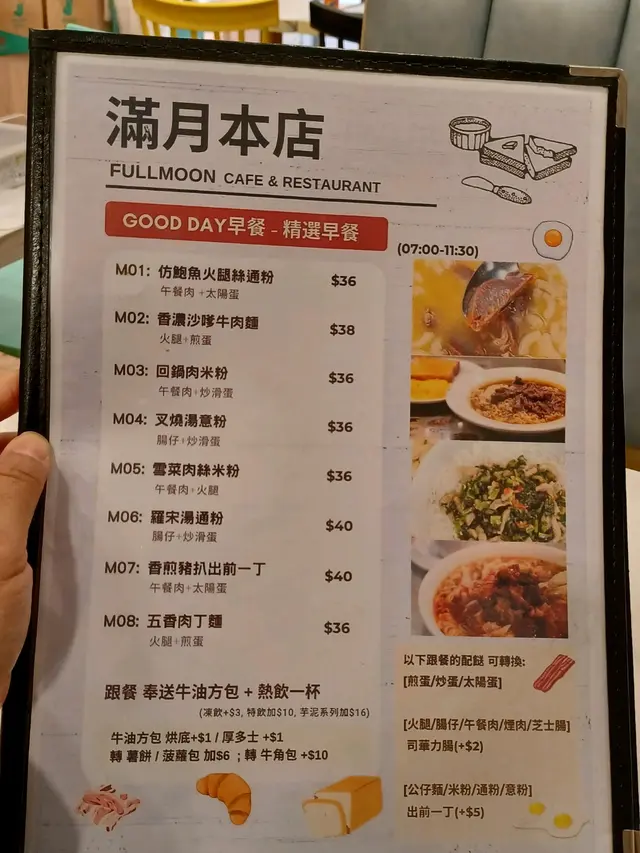 滿月本店
FULLMOON CAFE & RESTAURANT
GOOD DAY早餐 - 精選早餐
(07:00-11:30)
M01: 仿鮑魚火腿絲通粉 $36
午餐肉+太陽蛋
M02: 香濃沙嗲牛肉麵 $38
火腿+煎蛋
M03: 回鍋肉米粉 $36
午餐肉+炒滑蛋
M04: 叉燒湯意粉 $36
腸仔+炒滑蛋
M05: 雪菜肉絲米粉 $36
午餐肉+火腿
M06: 羅宋湯通粉 $40
腸仔+炒滑蛋
M07: 香煎豬扒出前一丁 $40
午餐肉+太陽蛋
M08: 五香肉丁麵 $36
火腿+煎蛋
跟餐 奉送牛油方包 + 熱飲一杯
(凍飲+$3, 特飲加$10, 芋泥系列加$16)
牛油方包 烘底+$1 / 厚多士 +$1
轉 薯餅 / 菠蘿包 加$6 ; 轉 牛角包 +$10
以下跟餐的配餸 可轉換:
[煎蛋/炒蛋/太陽蛋]
[火腿/腸仔/午餐肉/煙肉/芝士腸]
司華力腸(+$2)
[公仔麵/米粉/通粉/意粉]
出前一丁(+$5)